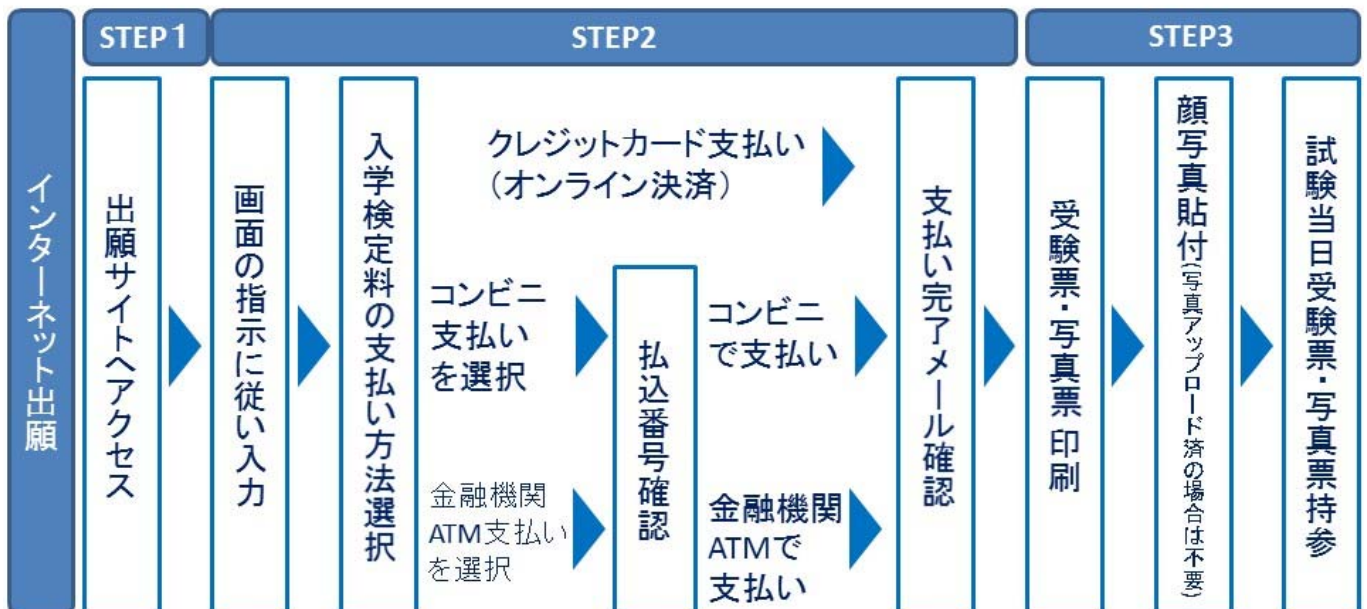 インターネット出願
STEP1
STEP2
STEP3
出願サイトへアクセス
画面の指示に従い入力
入学検定料の支払い方法選択
クレジットカード支払い
（オンライン決済）
コンビニ
支払い
を選択
金融機関
ATM支払い
を選択
払込番号確認
コンビニ
で支払い
金融機関
ATMで
支払い
支払い完了メール確認
受験票・写真票 印刷
顔写真貼付（写真アップロード済の場合は不要）
試験当日受験票・写真票持参